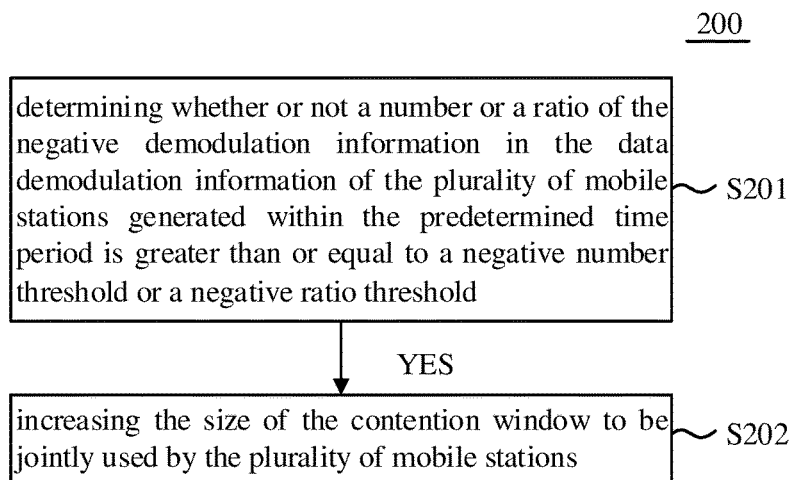 200
determining whether or not a number or a ratio of the
negative demodulation information in the data
demodulation information of the plurality of mobile
stations generated within the predetermined time
period is greater than or equal to a negative number
threshold or a negative ratio threshold
S201
YES
increasing the size of the contention window to be
jointly used by the plurality of mobile stations
S202